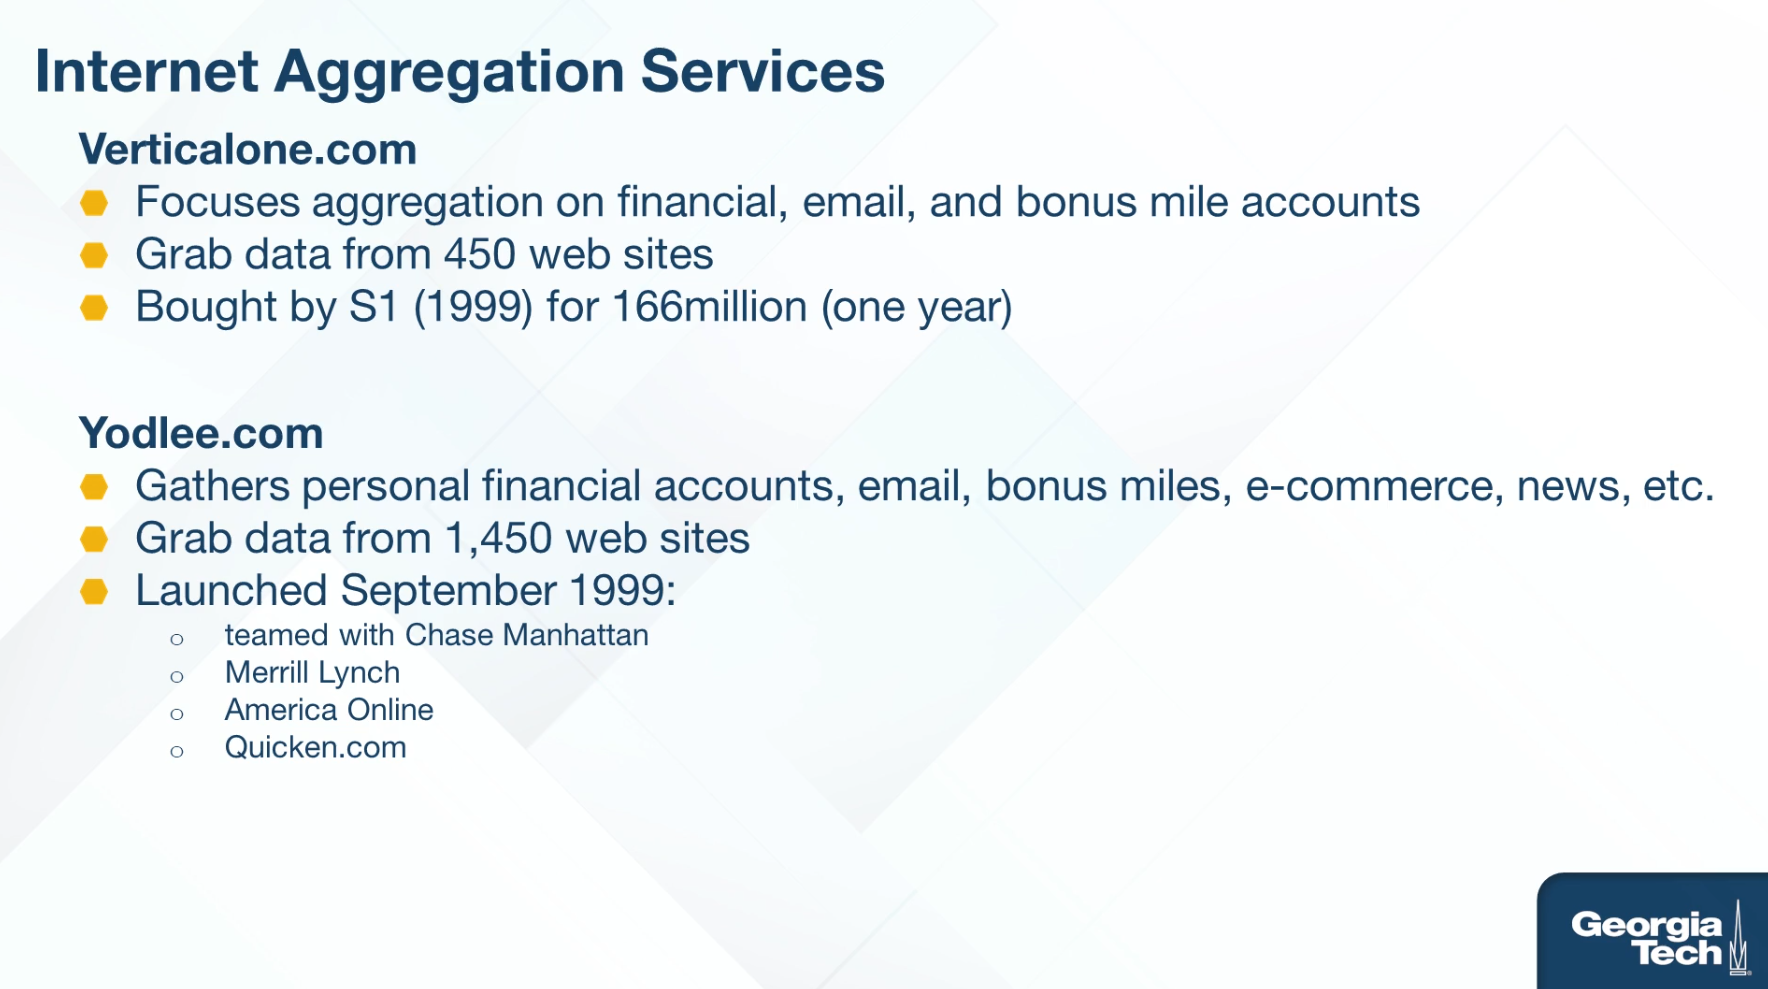 Internet Aggregation Services
Verticalone.com
Focuses aggregation on financial, email, and bonus mile accounts
Grab data from 450 web sites
Bought by S1 (1999) for 166million (one year)
Yodlee.com
Gathers personal financial accounts, email, bonus miles, e-commerce, news, etc.
Grab data from 1,450 web sites
Launched September 1999:
teamed with Chase Manhattan
Merrill Lynch
America Online
Quicken.com
Georgia
Tech